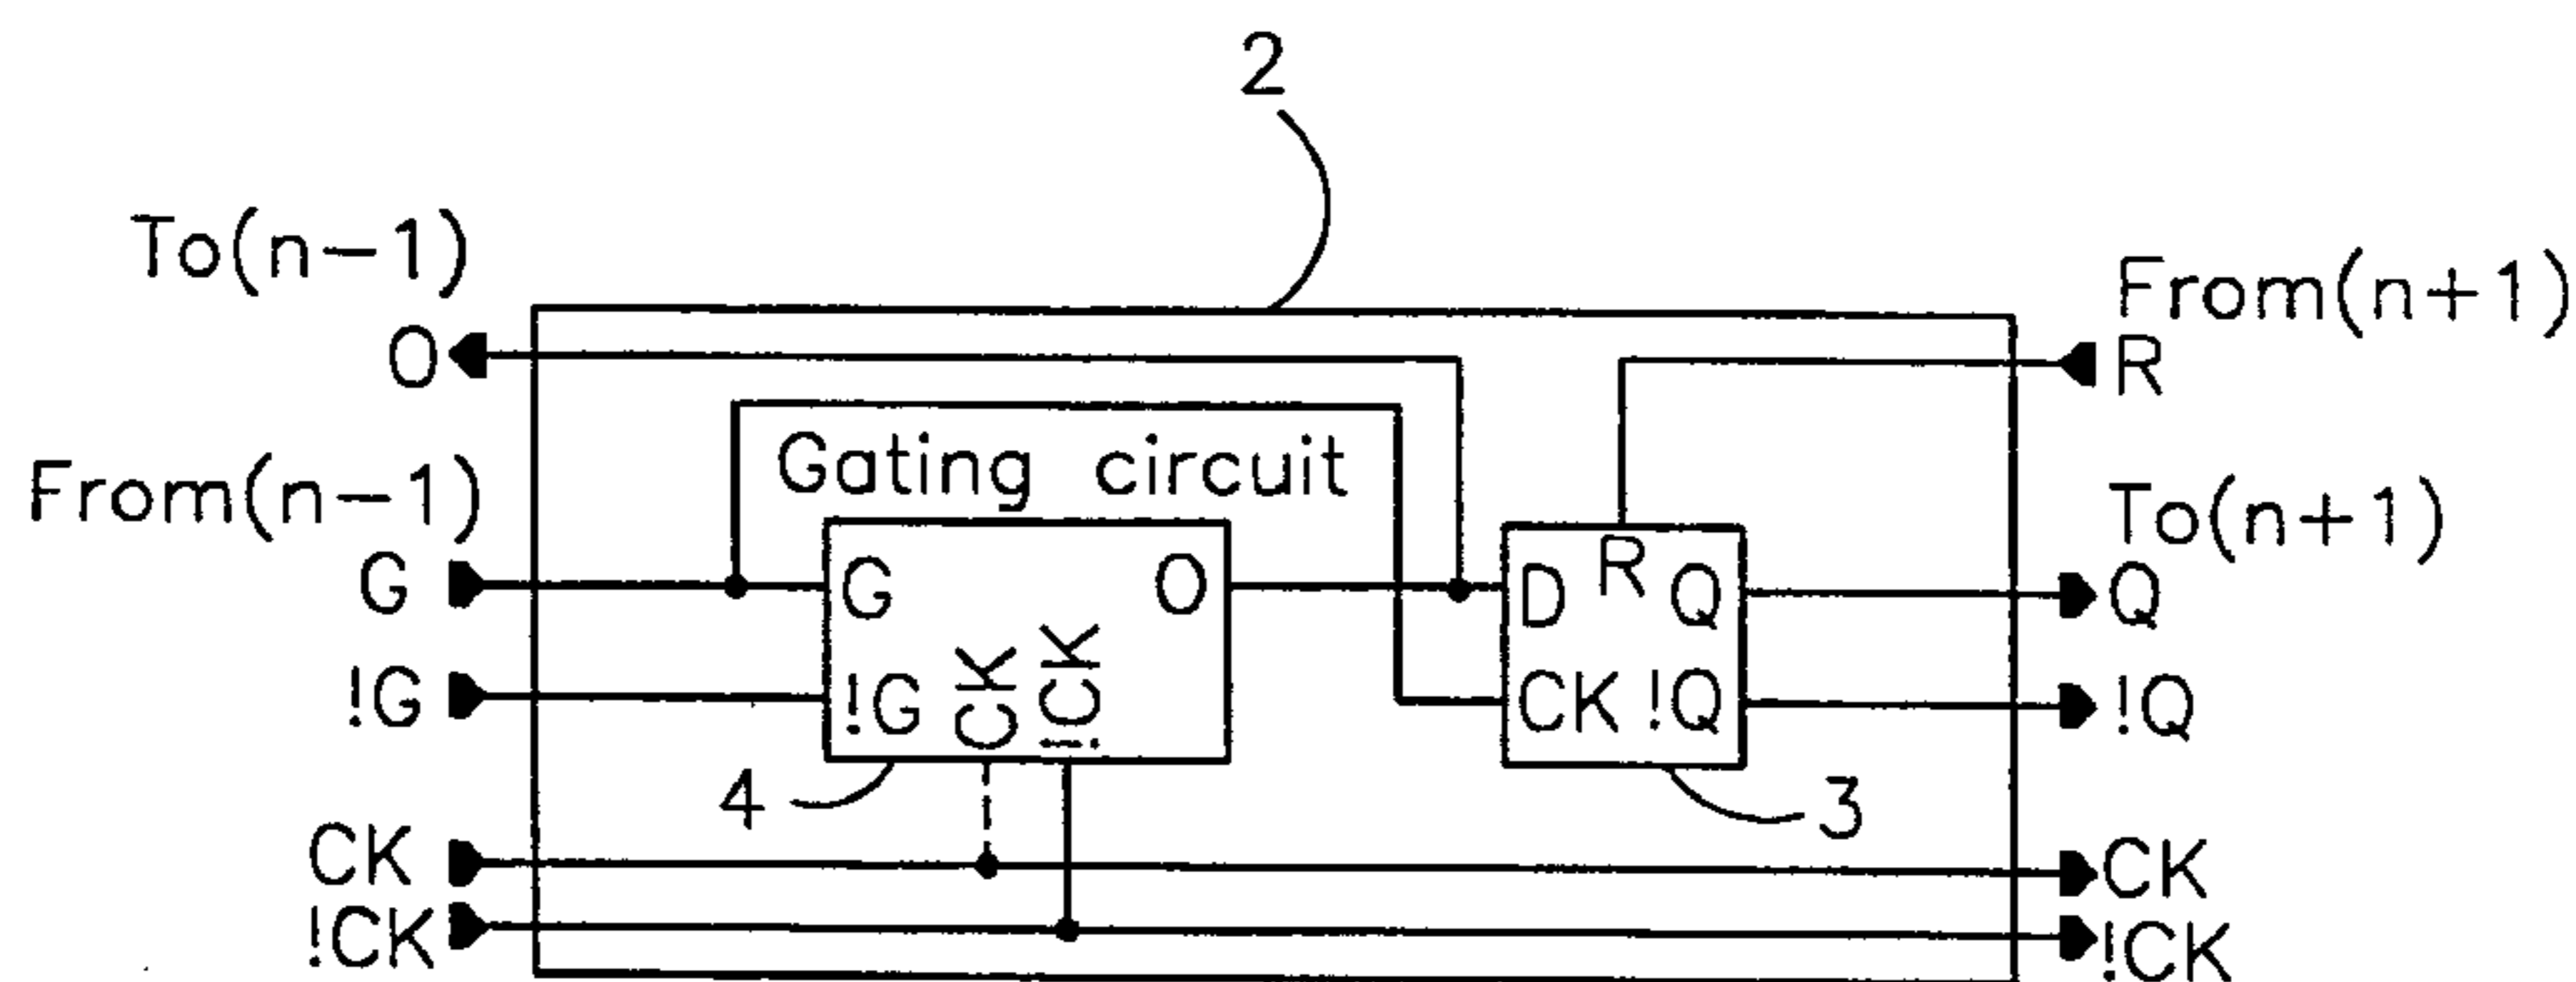 2
To(n-1)
From(n+1)
O
R
Gating circuit
From(n-1)
To(n+1)
G
G
O
D
R
Q
Q
!G
!G
CK
!CK
CK
!Q
!Q
4
3
CK
CK
!CK
!CK